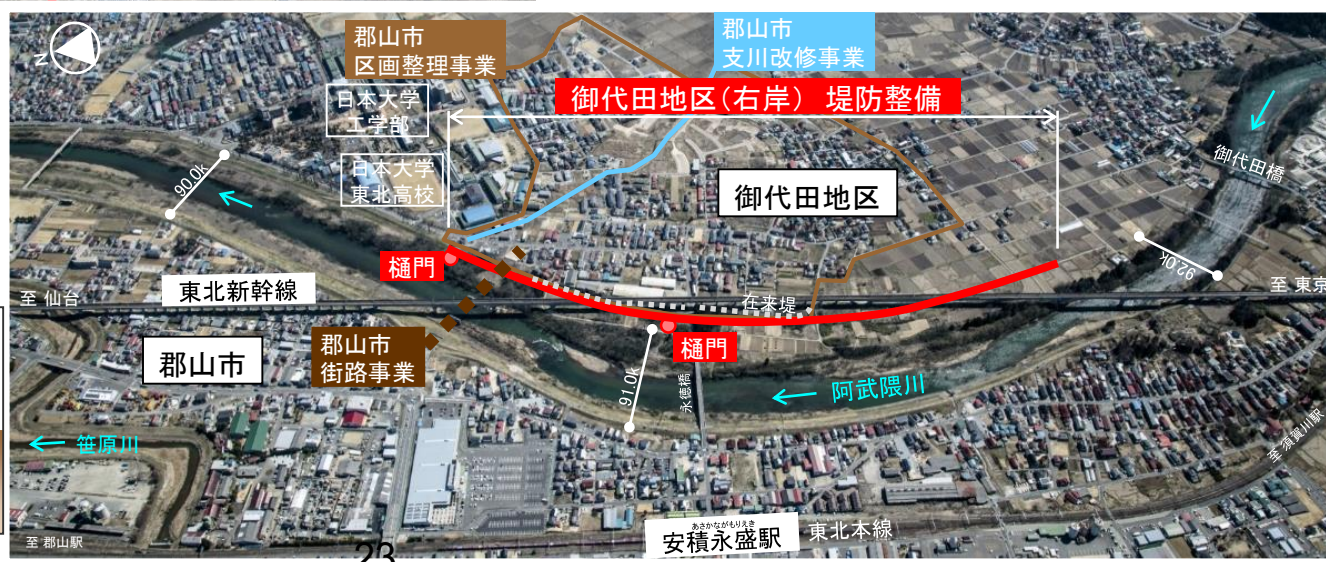 N
郡山市
区画整理事業
郡山市
支川改修事業
御代田地区(右岸) 堤防整備
日本大学
工学部
日本大学
東北高校
御代田地区
御代田橋
90.0k
92.0k
樋門
東北新幹線
至 仙台
至 東京
在来堤
郡山市
郡山市
街路事業
樋門
91.0k
永徳橋
阿武隈川
笹原川
至 須賀川駅
あさかながもりえき
安積永盛駅
東北本線
至 郡山駅
23